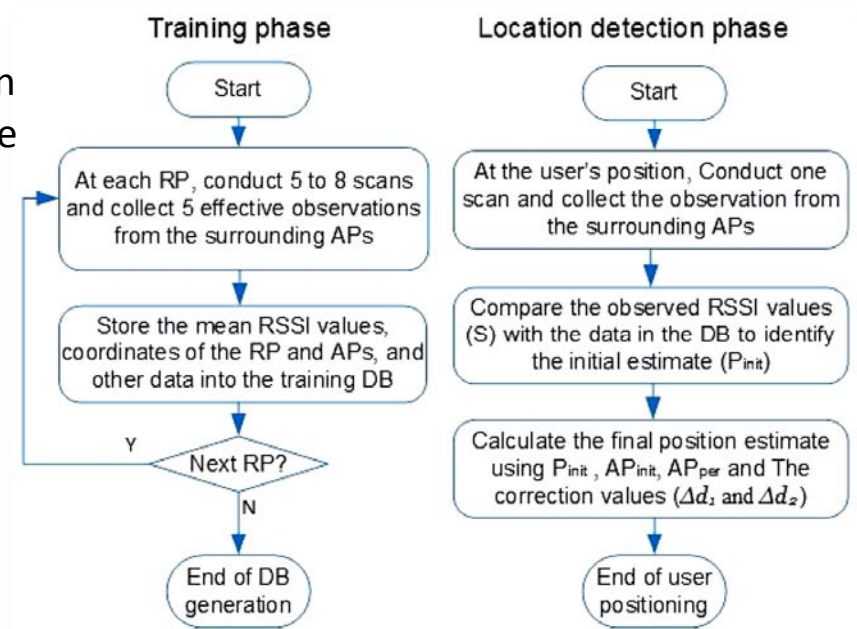 n
e
Training phase
Start
At each RP, conduct 5 to 8 scans
and collect 5 effective observations
from the surrounding APs
Store the mean RSSI values,
coordinates of the RP and APs, and
other data into the training DB
Y
Next RP?
N
End of DB
generation
Location detection phase
Start
At the user's position, Conduct one
scan and collect the observation from
the surrounding APs
Compare the observed RSSI values
(S) with the data in the DB to identify
the initial estimate (Pinit)
Calculate the final position estimate
using Pinit , APinit, APper and The
correction values (Δd₁ and Δd₂)
End of user
positioning